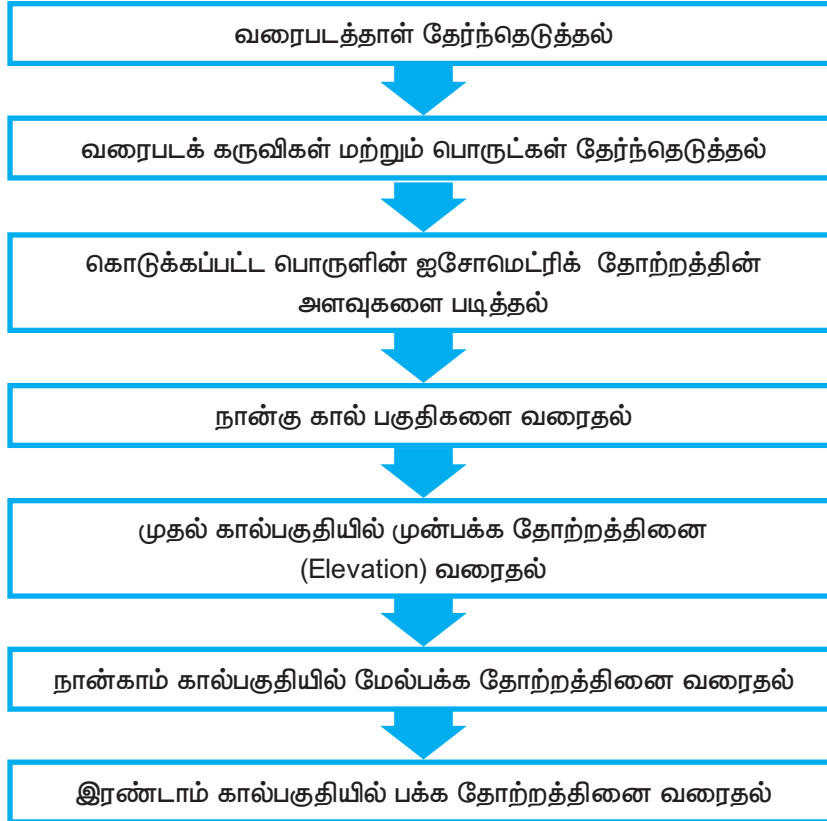 வரைபடத்தாள் தேர்ந்தெடுத்தல்
வரைபடக் கருவிகள் மற்றும் பொருட்கள் தேர்ந்தெடுத்தல்
கொடுக்கப்பட்ட பொருளின் ஐசோமெட்ரிக் தோற்றத்தின்
அளவுகளை படித்தல்
நான்கு கால் பகுதிகளை வரைதல்
முதல் கால்பகுதியில் முன்பக்க தோற்றத்தினை
(Elevation) வரைதல்
நான்காம் கால்பகுதியில் மேல்பக்க தோற்றத்தினை வரைதல்
இரண்டாம் கால்பகுதியில் பக்க தோற்றத்தினை வரைதல்